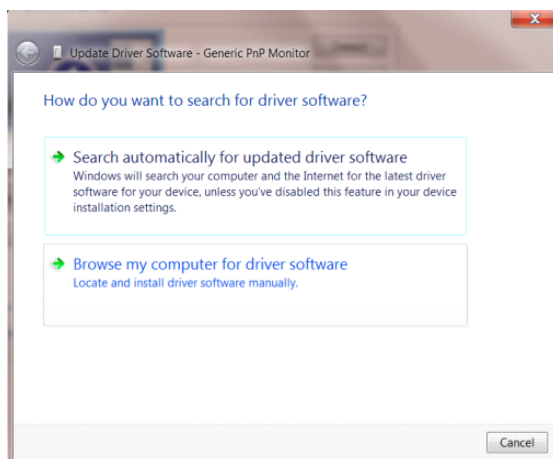 Update Driver Software - Generic PnP Monitor
How do you want to search for driver software?
Search automatically for updated driver software
Windows will search your computer and the Internet for the latest driver
software for your device, unless you've disabled this feature in your device
installation settings.
Browse my computer for driver software
Locate and install driver software manually.
Cancel